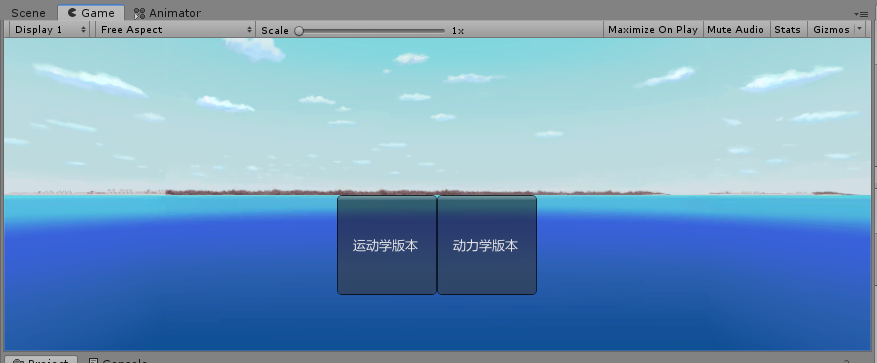 Scene Game Animator
Display 1 Free Aspect Scale 1x Maximize On Play Mute Audio Stats Gizmos
运动学版本 动力学版本
Project Console